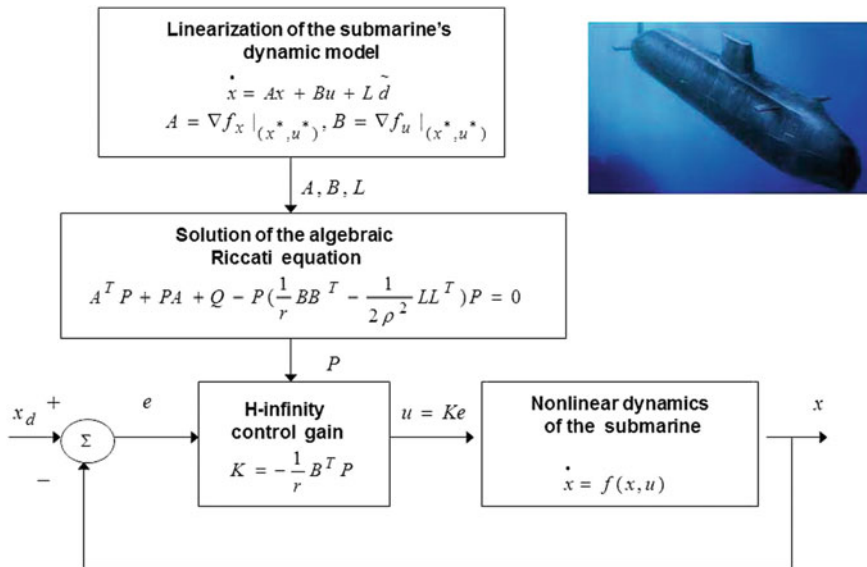 Linearization of the submarine's
dynamic model
ẋ = Ax + Bu + L d̃
A = ∇f_x |_(x*,u*), B = ∇f_u |_(x*,u*)
A, B, L
Solution of the algebraic
Riccati equation
A^T P + PA + Q − P(1/r BB^T − 1/(2ρ^2) LL^T)P = 0
P
x_d
+
−
Σ
e
H-infinity
control gain
K = −1/r B^T P
u = Ke
Nonlinear dynamics
of the submarine
ẋ = f(x,u)
x